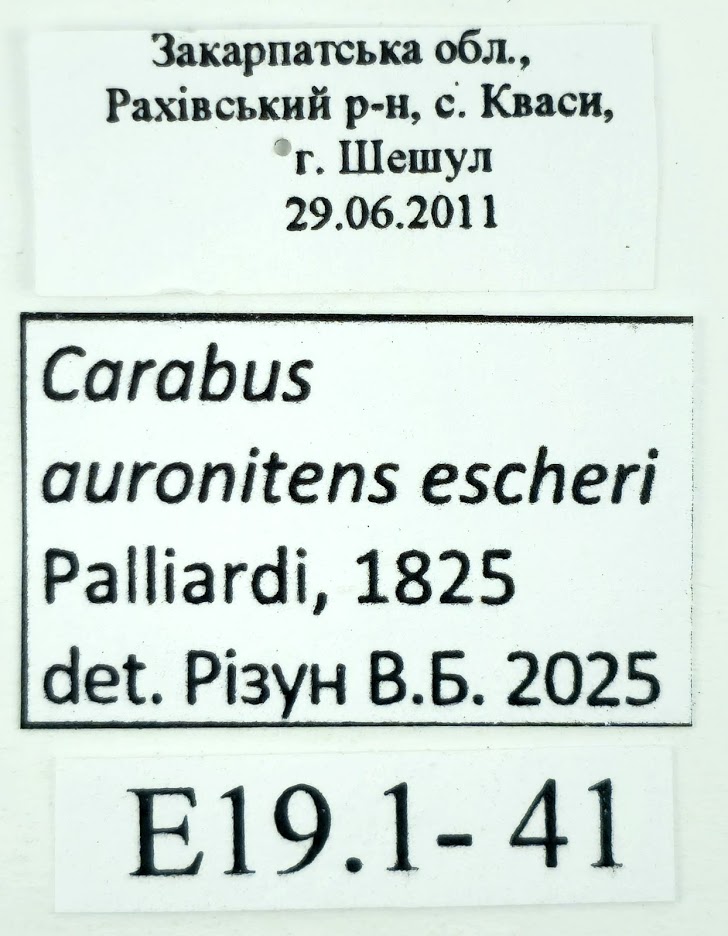 Закарпатська обл.,
Рахівський р-н, с. Кваси,
г. Шешул
29.06.2011
Carabus
auronitens escheri
Palliardi, 1825
det. Різун В.Б. 2025
E19.1- 41